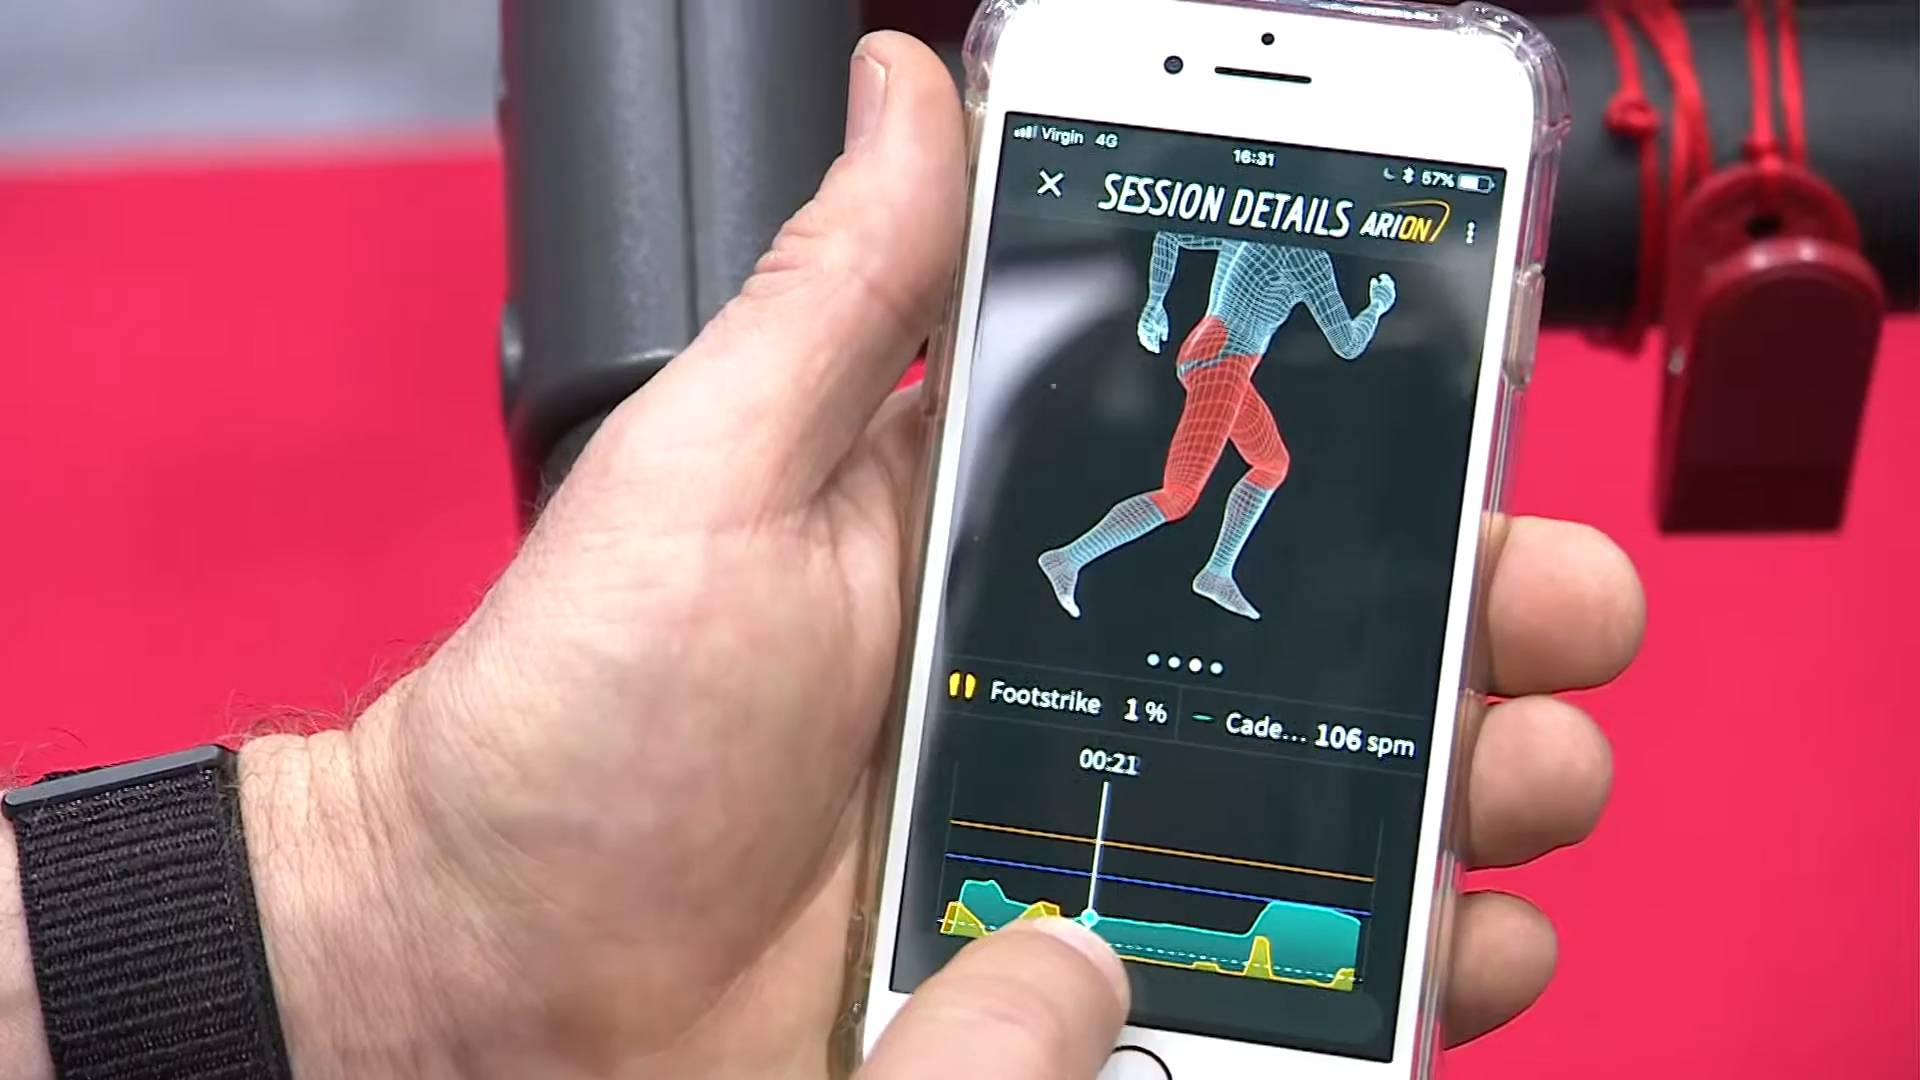 Virgin 4G
16:31
57%
SESSION DETAILS ARION
Footstrike 1 %
Cade... 106 spm
00:21